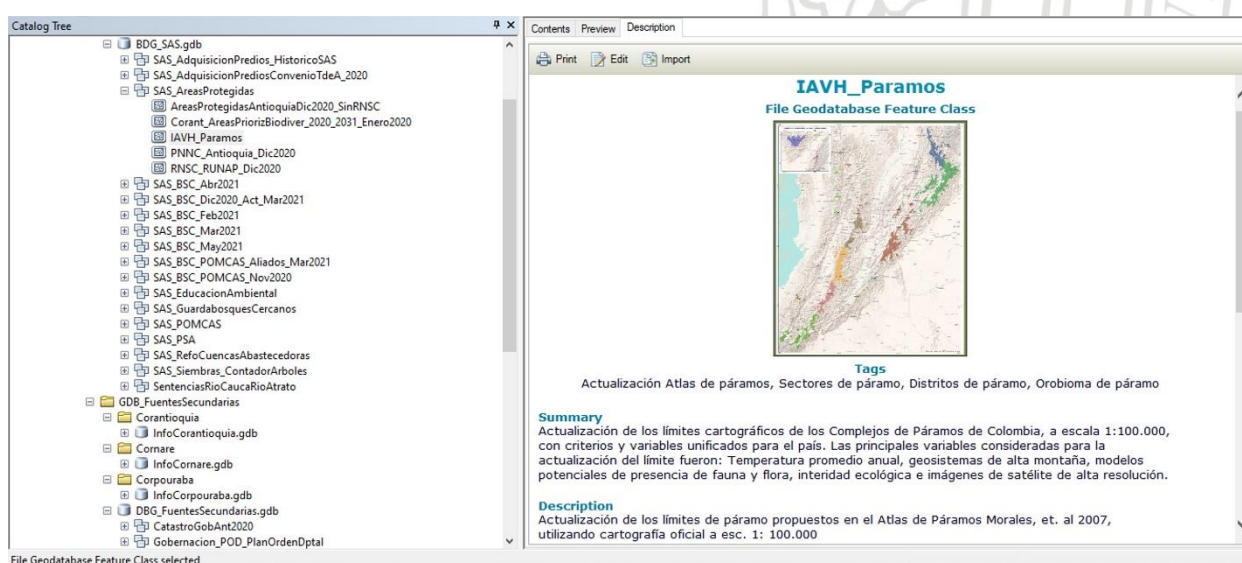 Catalog Tree
BDG_SAS.gdb
SAS_AdquisicionPredios_HistoricoSAS
SAS_AdquisicionPrediosConvenioTdeA_2020
SAS_AreasProtegidas
AreasProtegidasAntioquiaDic2020_SinRNSC
Corant_AreasPriorizBiodiver_2020_2031_Enero2020
IAVH_Paramos
PNNC_Antioquia_Dic2020
RNSC_RUNAP_Dic2020
SAS_BSC_Abr2021
SAS_BSC_Dic2020_Act_Mar2021
SAS_BSC_Feb2021
SAS_BSC_Mar2021
SAS_BSC_May2021
SAS_BSC_POMCAS_Aliados_Mar2021
SAS_BSC_POMCAS_Nov2020
SAS_EducacionAmbiental
SAS_GuardabosquesCercanos
SAS_POMCAS
SAS_PSA
SAS_RefoCuencasAbastecedoras
SAS_Siembras_ContadorArboles
SentenciasRioCaucaRioAtrato
GDB_FuentesSecundarias
Corantioquia
InfoCorantioquia.gdb
Cornare
InfoCornare.gdb
Corpouraba
InfoCorpouraba.gdb
DBG_FuentesSecundarias.gdb
CatastroGobAnt2020
Gobernacion_POD_PlanOrdenDptal
File Geodatabase Feature Class selected
Contents Preview Description
Print Edit Import
IAVH_Paramos
File Geodatabase Feature Class
Tags
Actualización Atlas de páramos, Sectores de páramo, Distritos de páramo, Orobioma de páramo
Summary
Actualización de los límites cartográficos de los Complejos de Páramos de Colombia, a escala 1:100.000,
con criterios y variables unificados para el país. Las principales variables consideradas para la
actualización del límite fueron: Temperatura promedio anual, geosistemas de alta montaña, modelos
potenciales de presencia de fauna y flora, interidad ecológica e imágenes de satélite de alta resolución.
Description
Actualización de los límites de páramo propuestos en el Atlas de Páramos Morales, et. al 2007,
utilizando cartografía oficial a esc. 1: 100.000